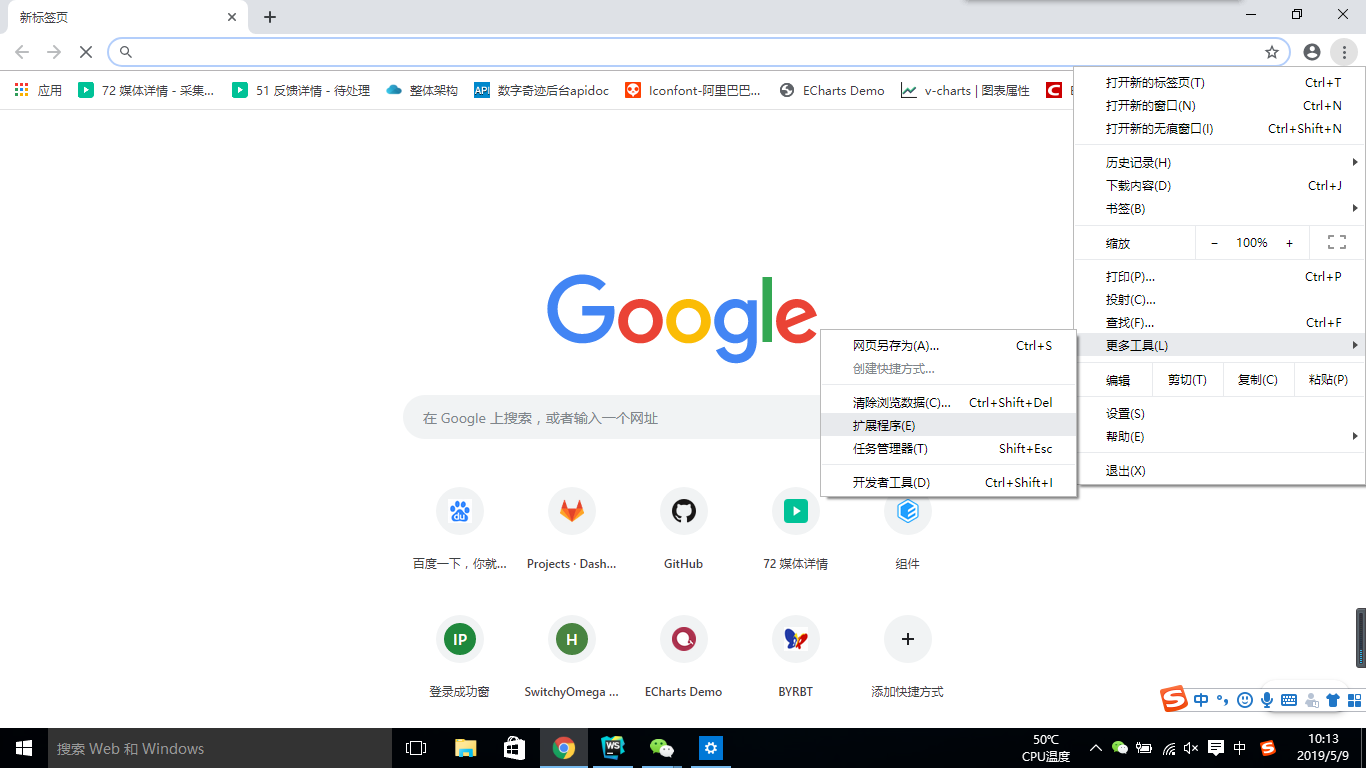 新标签页
应用
72 媒体详情 - 采集...
51 反馈详情 - 待处理
整体架构
API
数字奇迹后台apidoc
Iconfont-阿里巴巴...
ECharts Demo
v-charts | 图表属性
打开新的标签页(T) Ctrl+T
打开新的窗口(N) Ctrl+N
打开新的无痕窗口(I) Ctrl+Shift+N
历史记录(H)
下载内容(D) Ctrl+J
书签(B)
缩放 - 100% +
打印(P)... Ctrl+P
投射(C)...
查找(F)... Ctrl+F
更多工具(L)
编辑 剪切(T) 复制(C) 粘贴(P)
设置(S)
帮助(E)
退出(X)
网页另存为(A)... Ctrl+S
创建快捷方式...
清除浏览数据(C)... Ctrl+Shift+Del
扩展程序(E)
任务管理器(T) Shift+Esc
开发者工具(D) Ctrl+Shift+I
Google
在 Google 上搜索，或者输入一个网址
du
百度一下，你就...
Projects · Dash...
GitHub
72 媒体详情
组件
IP
H
登录成功窗
SwitchyOmega ...
ECharts Demo
BYRBT
添加快捷方式
S 中
搜索 Web 和 Windows
WS
50℃
CPU温度
中
S
10:13
2019/5/9